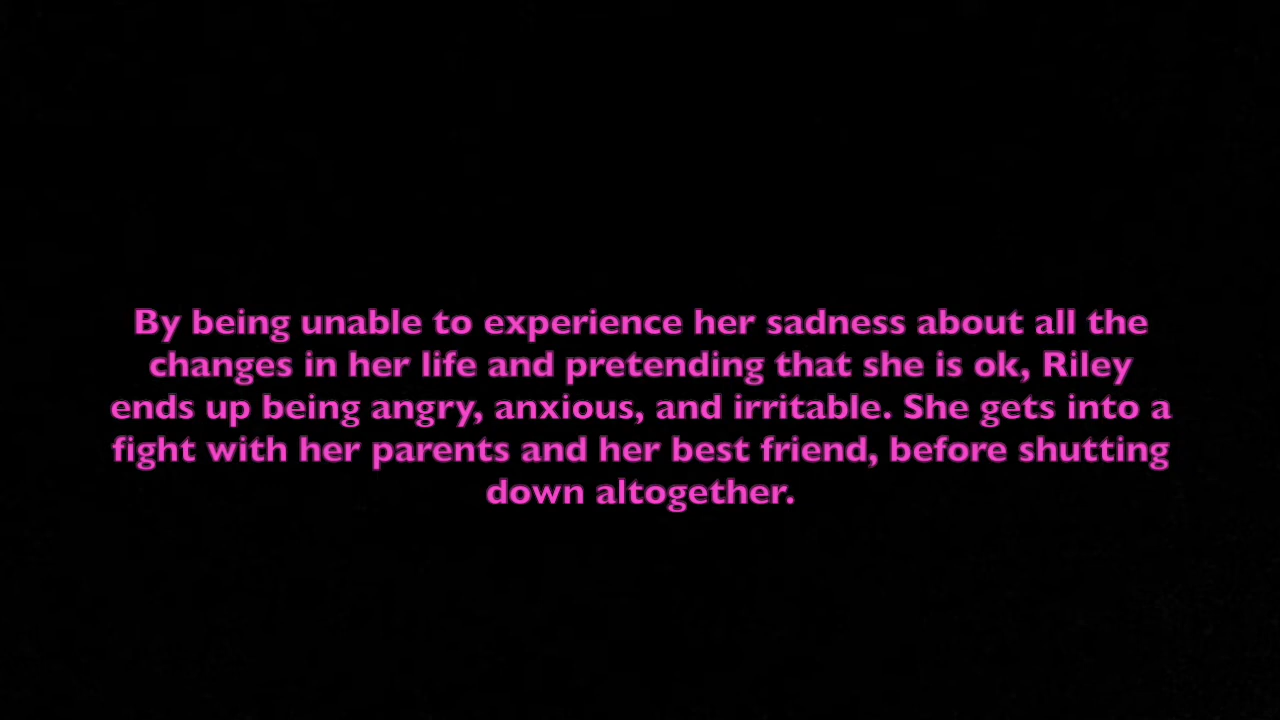 By being unable to experience her sadness about all the
changes in her life and pretending that she is ok, Riley
ends up being angry, anxious, and irritable. She gets into a
fight with her parents and her best friend, before shutting
down altogether.